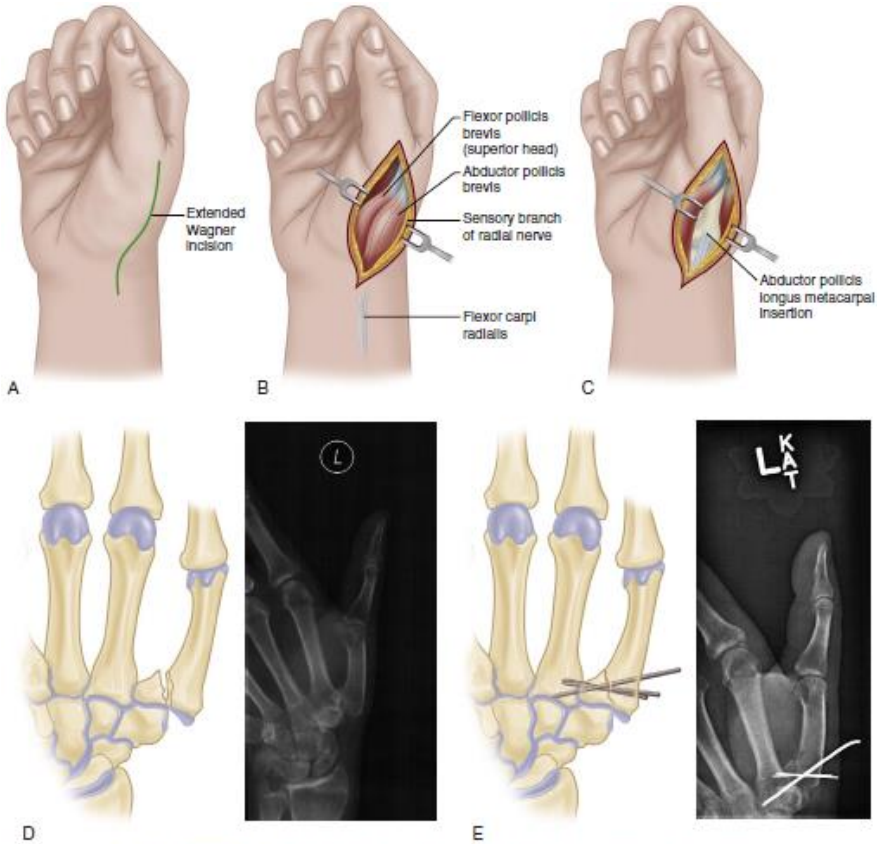 Extended
Wagner
incision
A
Flexor pollicis
brevis
(superior head)
Abductor pollicis
brevis
Sensory branch
of radial nerve
Flexor carpi
radialis
B
Abductor pollicis
longus metacarpal
insertion
C
L
D
L
KAT
E